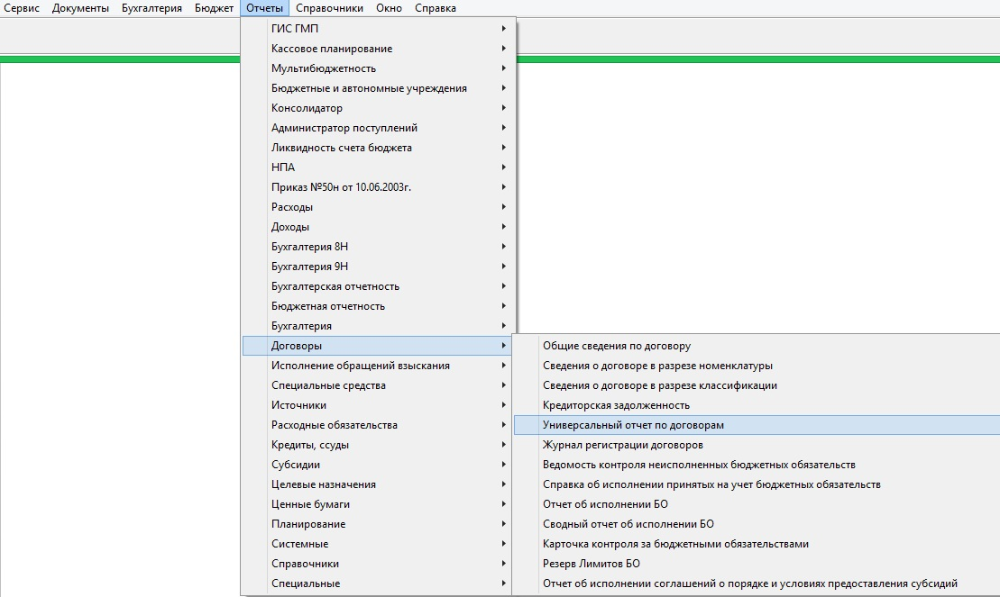 Сервис Документы Бухгалтерия Бюджет Отчеты Справочники Окно Справка
ГИС ГМП
Кассовое планирование
Мультибюджетность
Бюджетные и автономные учреждения
Консолидатор
Администратор поступлений
Ликвидность счета бюджета
НПА
Приказ №50н от 10.06.2003г.
Расходы
Доходы
Бухгалтерия 8Н
Бухгалтерия 9Н
Бухгалтерская отчетность
Бюджетная отчетность
Бухгалтерия
Договоры
Исполнение обращений взыскания
Специальные средства
Источники
Расходные обязательства
Кредиты, ссуды
Субсидии
Целевые назначения
Ценные бумаги
Планирование
Системные
Справочники
Специальные
Общие сведения по договору
Сведения о договоре в разрезе номенклатуры
Сведения о договоре в разрезе классификации
Кредиторская задолженность
Универсальный отчет по договорам
Журнал регистрации договоров
Ведомость контроля неисполненных бюджетных обязательств
Справка об исполнении принятых на учет бюджетных обязательств
Отчет об исполнении БО
Сводный отчет об исполнении БО
Карточка контроля за бюджетными обязательствами
Резерв Лимитов БО
Отчет об исполнении соглашений о порядке и условиях предоставления субсидий